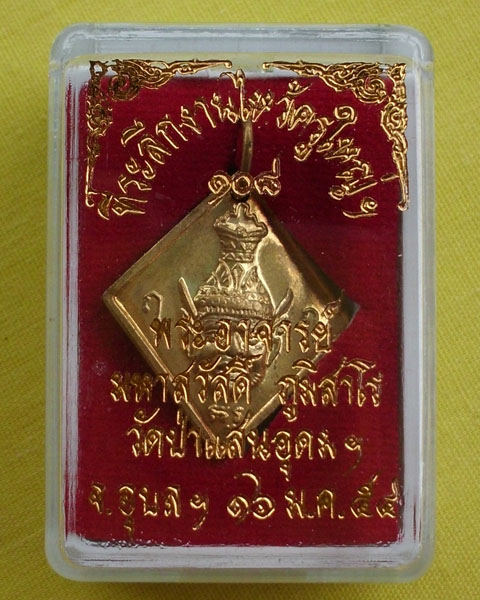 ที่ระลึกงานไหว้ครูใหญ่ฯ
๑๐๘
พระอาจารย์
มหาสวัสดิ์ ภูมิสาโร
วัดป่าแสนอุดมฯ
จ.อุบลฯ ๑๖ ม.ค.๕๔